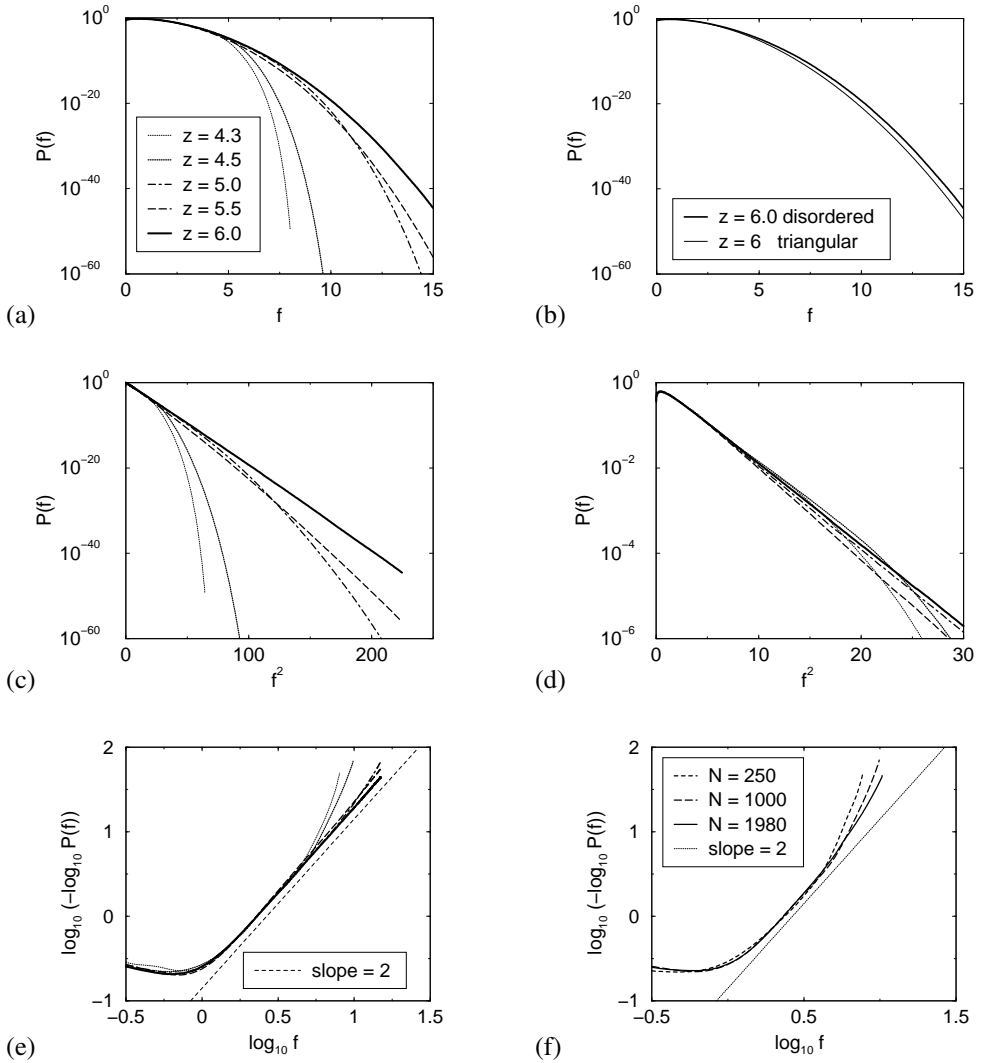 10^0
10^−20
10^−40
10^−60
P(f)
0 5 10 15
f
z = 4.3
z = 4.5
z = 5.0
z = 5.5
z = 6.0
(a)
10^0
10^−20
10^−40
10^−60
P(f)
0 5 10 15
f
z = 6.0 disordered
z = 6 triangular
(b)
10^0
10^−20
10^−40
10^−60
P(f)
0 100 200
f^2
(c)
10^0
10^−2
10^−4
10^−6
P(f)
0 10 20 30
f^2
(d)
2
1
0
−1
log10 (−log10 P(f))
−0.5 0 0.5 1 1.5
log10 f
slope = 2
(e)
2
1
0
−1
log10 (−log10 P(f))
−0.5 0.0 0.5 1.0 1.5
log10 f
N = 250
N = 1000
N = 1980
slope = 2
(f)